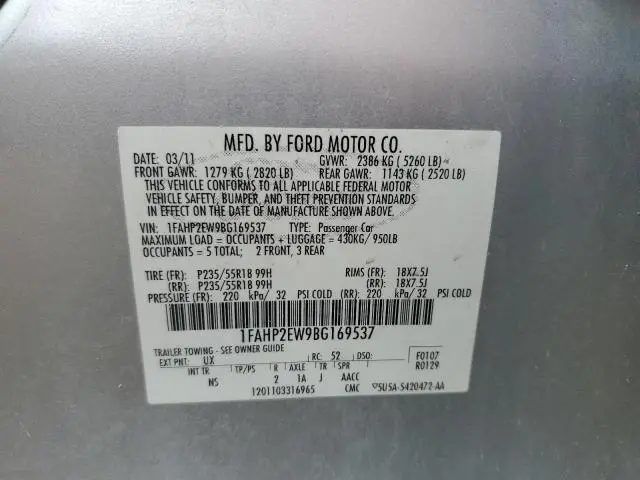 MFD. BY FORD MOTOR CO.
DATE: 03/11 GVWR: 2386 KG ( 5260 LB)
FRONT GAWR: 1279 KG ( 2820 LB) REAR GAWR: 1143 KG ( 2520 LB)
THIS VEHICLE CONFORMS TO ALL APPLICABLE FEDERAL MOTOR
VEHICLE SAFETY, BUMPER, AND THEFT PREVENTION STANDARDS
IN EFFECT ON THE DATE OF MANUFACTURE SHOWN ABOVE.
VIN: 1FAHP2EW9BG169537 TYPE: Passenger Car
MAXIMUM LOAD = OCCUPANTS + LUGGAGE = 430KG/950LB
OCCUPANTS = 5 TOTAL; 2 FRONT, 3 REAR
TIRE (FR): P235/55R18 99H RIMS (FR): 18X7.5J
(RR): P235/55R18 99H (RR): 18X7.5J
PRESSURE (FR): 220 kPa/ 32 PSI COLD (RR): 220 kPa/ 32 PSI COLD
1FAHP2EW9BG169537
TRAILER TOWING - SEE OWNER GUIDE
EXT PNT: UX RC: 52 DSO: F0107
INT TR TP/PS R AXLE TR SPR R0129
NS 2 1A J AACC
1201103316965 CMC 5U5A-5420472-AA